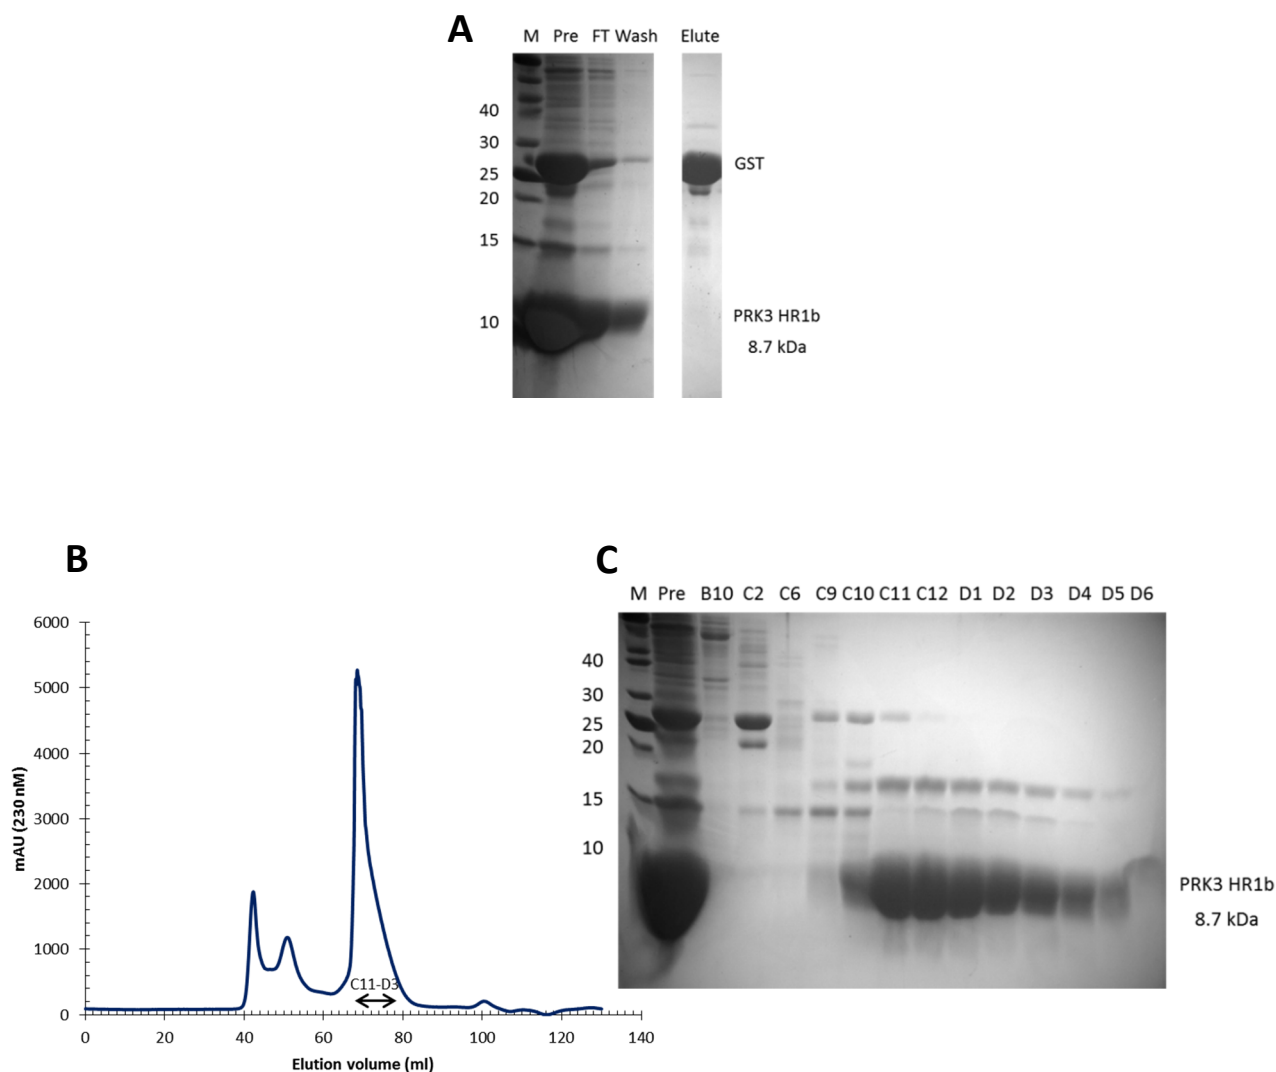 A
M Pre FT Wash Elute
40
30
25
20
15
10
GST
PRK3 HR1b
8.7 kDa
B
6000
5000
4000
3000
2000
1000
0
mAU (230 nM)
C11-D3
0 20 40 60 80 100 120 140
Elution volume (ml)
C
M Pre B10 C2 C6 C9 C10 C11 C12 D1 D2 D3 D4 D5 D6
40
30
25
20
15
10
PRK3 HR1b
8.7 kDa